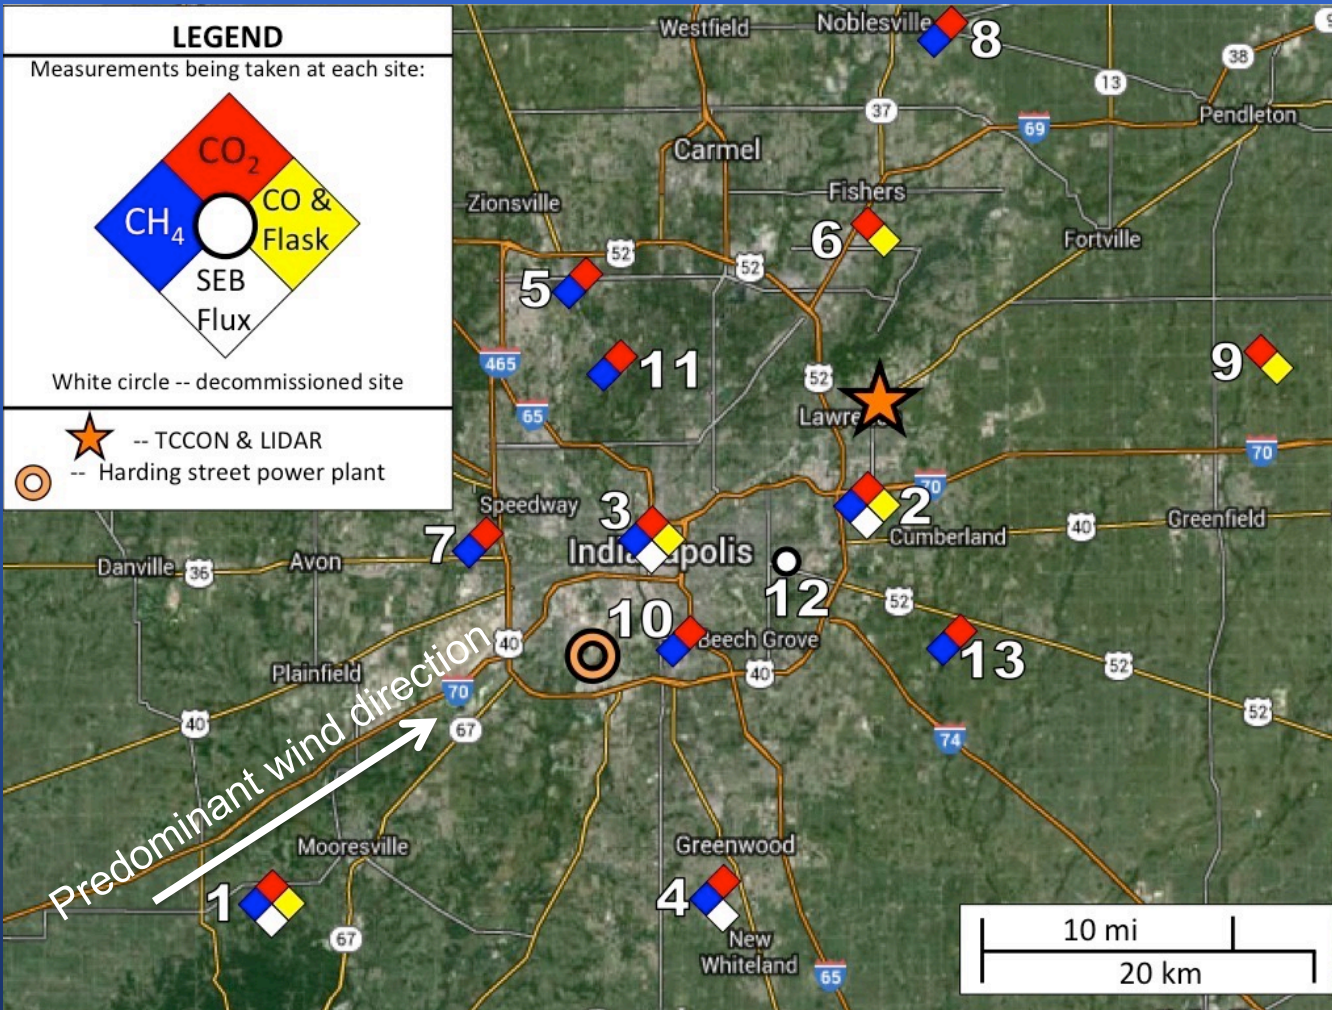 LEGEND
Measurements being taken at each site:
CO2
CH4
CO &
Flask
SEB
Flux
White circle -- decommissioned site
-- TCCON & LIDAR
-- Harding street power plant
Westfield
Noblesville
8
38
13
37
Pendleton
69
Carmel
Zionsville
Fishers
6
Fortville
52
52
5
465
11
9
52
65
Lawre
70
Speedway
3
2
70
Greenfield
7
Cumberland
40
Indianapolis
Danville
36
Avon
12
52
10
Beech Grove
13
40
Plainfield
40
52
70
40
67
52
74
Predominant wind direction
Mooresville
Greenwood
1
4
67
New
Whiteland
65
10 mi
20 km